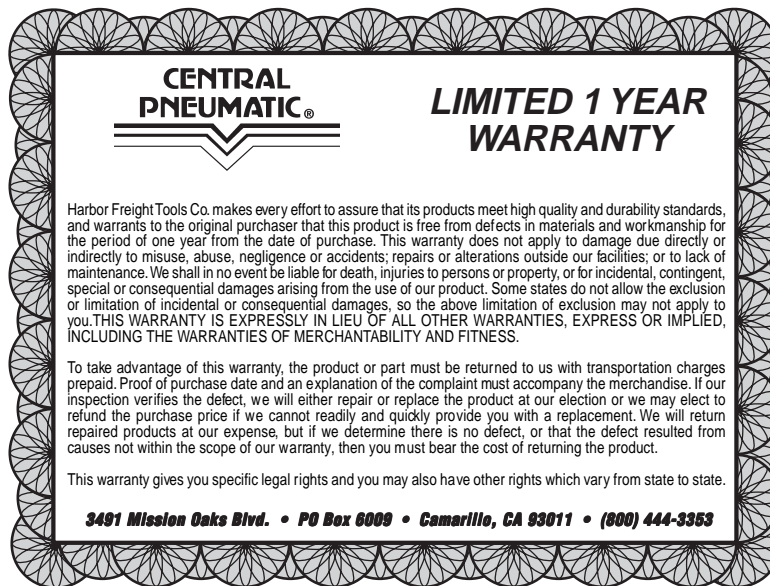 CENTRAL
PNEUMATIC®
LIMITED 1 YEAR
WARRANTY
Harbor Freight Tools Co. makes every effort to assure that its products meet high quality and durability standards,
and warrants to the original purchaser that this product is free from defects in materials and workmanship for
the period of one year from the date of purchase. This warranty does not apply to damage due directly or
indirectly to misuse, abuse, negligence or accidents; repairs or alterations outside our facilities; or to lack of
maintenance. We shall in no event be liable for death, injuries to persons or property, or for incidental, contingent,
special or consequential damages arising from the use of our product. Some states do not allow the exclusion
or limitation of incidental or consequential damages, so the above limitation of exclusion may not apply to
you.THIS WARRANTY IS EXPRESSLY IN LIEU OF ALL OTHER WARRANTIES, EXPRESS OR IMPLIED,
INCLUDING THE WARRANTIES OF MERCHANTABILITY AND FITNESS.
To take advantage of this warranty, the product or part must be returned to us with transportation charges
prepaid. Proof of purchase date and an explanation of the complaint must accompany the merchandise. If our
inspection verifies the defect, we will either repair or replace the product at our election or we may elect to
refund the purchase price if we cannot readily and quickly provide you with a replacement. We will return
repaired products at our expense, but if we determine there is no defect, or that the defect resulted from
causes not within the scope of our warranty, then you must bear the cost of returning the product.
This warranty gives you specific legal rights and you may also have other rights which vary from state to state.
3491 Mission Oaks Blvd. • PO Box 6009 • Camarillo, CA 93011 • (800) 444-3353